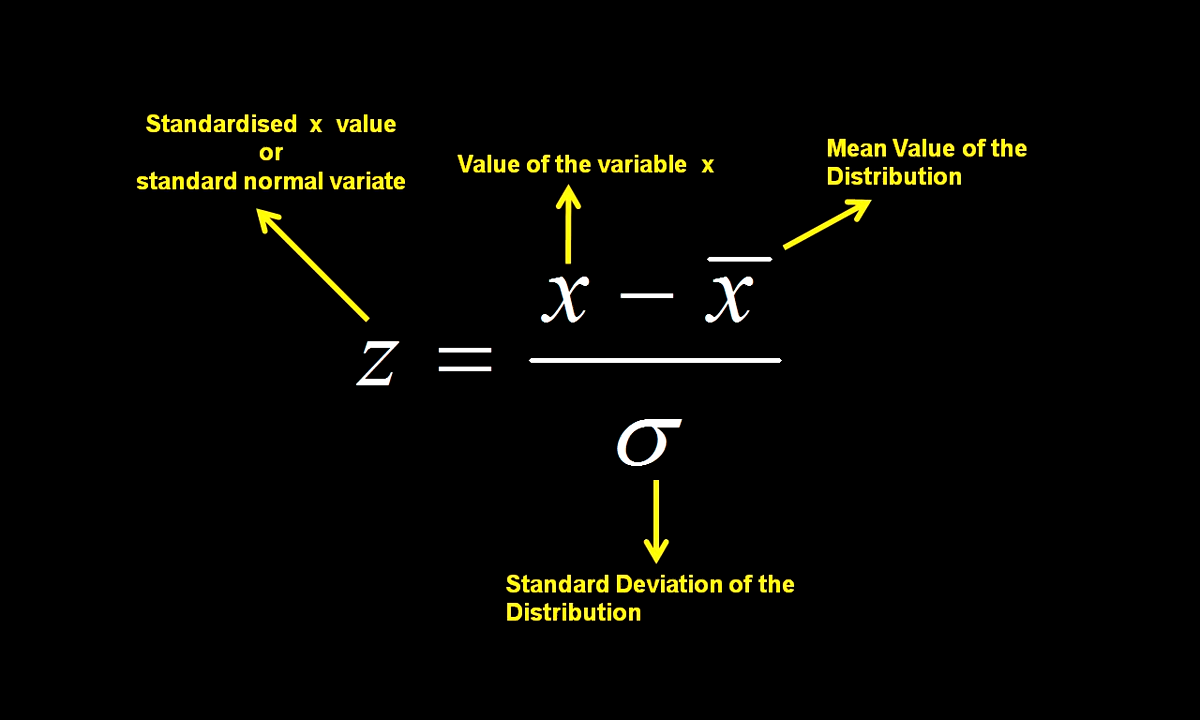 Standardised x value
or
standard normal variate
Value of the variable x
Mean Value of the
Distribution
z = (x − x̅) / σ
Standard Deviation of the
Distribution